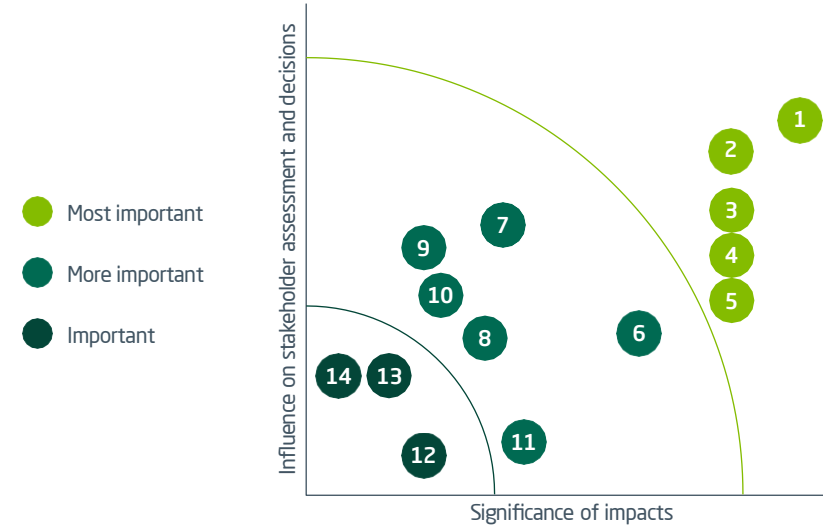 Influence on stakeholder assessment and decisions
Most important
More important
Important
1
2
3
4
5
6
7
8
9
10
11
12
13
14
Significance of impacts